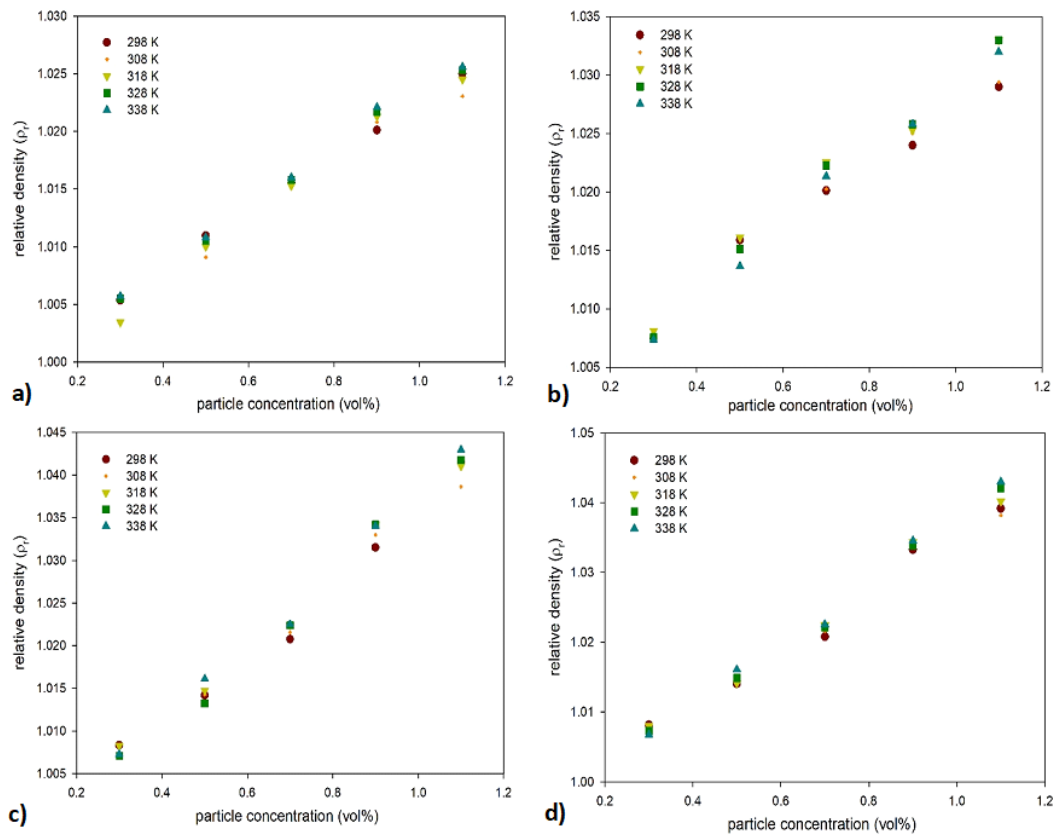 1.030
1.025
1.020
1.015
1.010
1.005
1.000
relative density (ρr)
298 K
308 K
318 K
328 K
338 K
0.2 0.4 0.6 0.8 1.0 1.2
particle concentration (vol%)
a)
1.035
1.030
1.025
1.020
1.015
1.010
1.005
relative density (ρr)
298 K
308 K
318 K
328 K
338 K
0.2 0.4 0.6 0.8 1.0 1.2
particle concentration (vol%)
b)
1.045
1.040
1.035
1.030
1.025
1.020
1.015
1.010
1.005
relative density (ρr)
298 K
308 K
318 K
328 K
338 K
0.2 0.4 0.6 0.8 1.0 1.2
particle concentration (vol%)
c)
1.05
1.04
1.03
1.02
1.01
1.00
relative density (ρr)
298 K
308 K
318 K
328 K
338 K
0.2 0.4 0.6 0.8 1.0 1.2
particle concentration (vol%)
d)